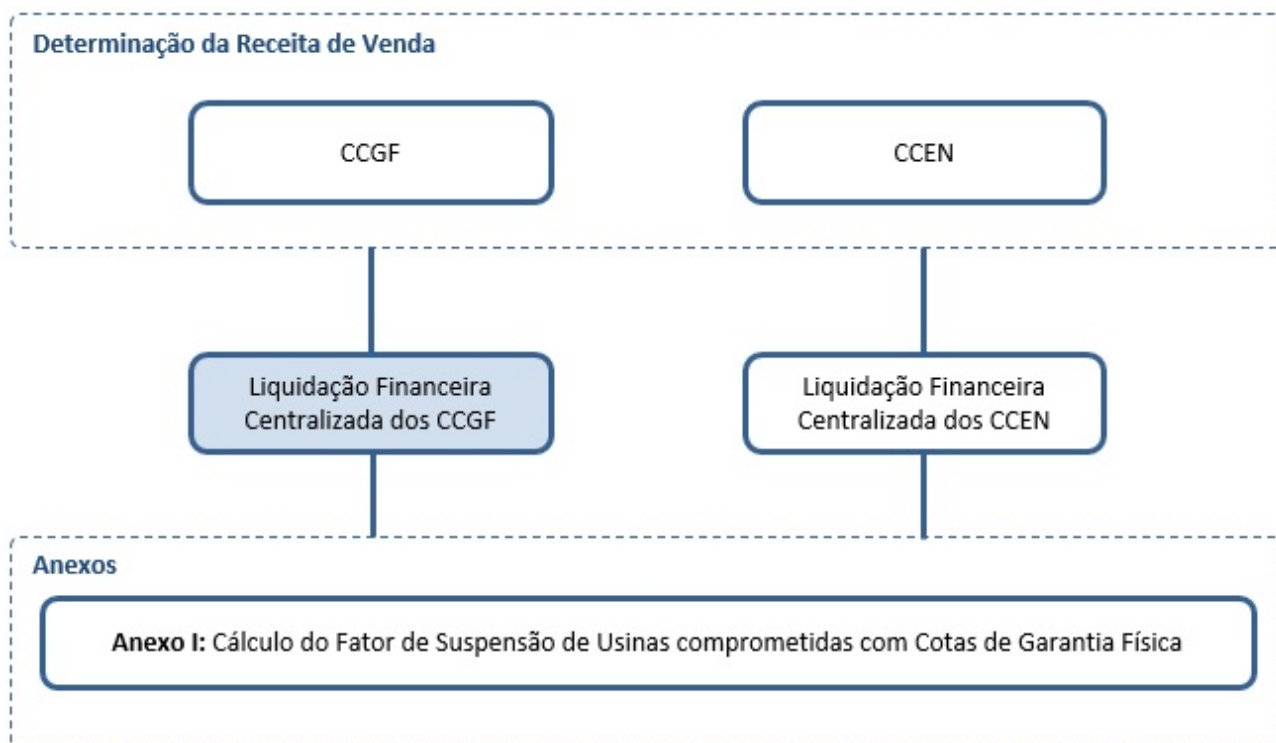 Determinação da Receita de Venda
CCGF
CCEN
Liquidação Financeira
Centralizada dos CCGF
Liquidação Financeira
Centralizada dos CCEN
Anexos
Anexo I: Cálculo do Fator de Suspensão de Usinas comprometidas com Cotas de Garantia Física